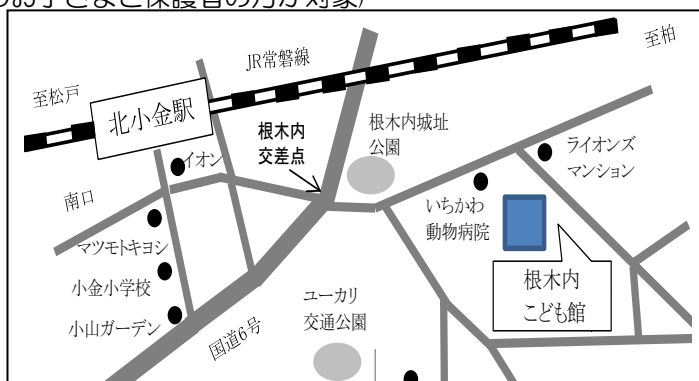 のお子さまと保護者の方が対象)
至柏
JR常磐線
至松戸
北小金駅
根木内
交差点
根木内城址
公園
ライオンズ
マンション
イオン
南口
いちかわ
動物病院
マツモトキヨシ
小金小学校
小山ガーデン
国道6号
ユーカリ
交通公園
根木内
こども館